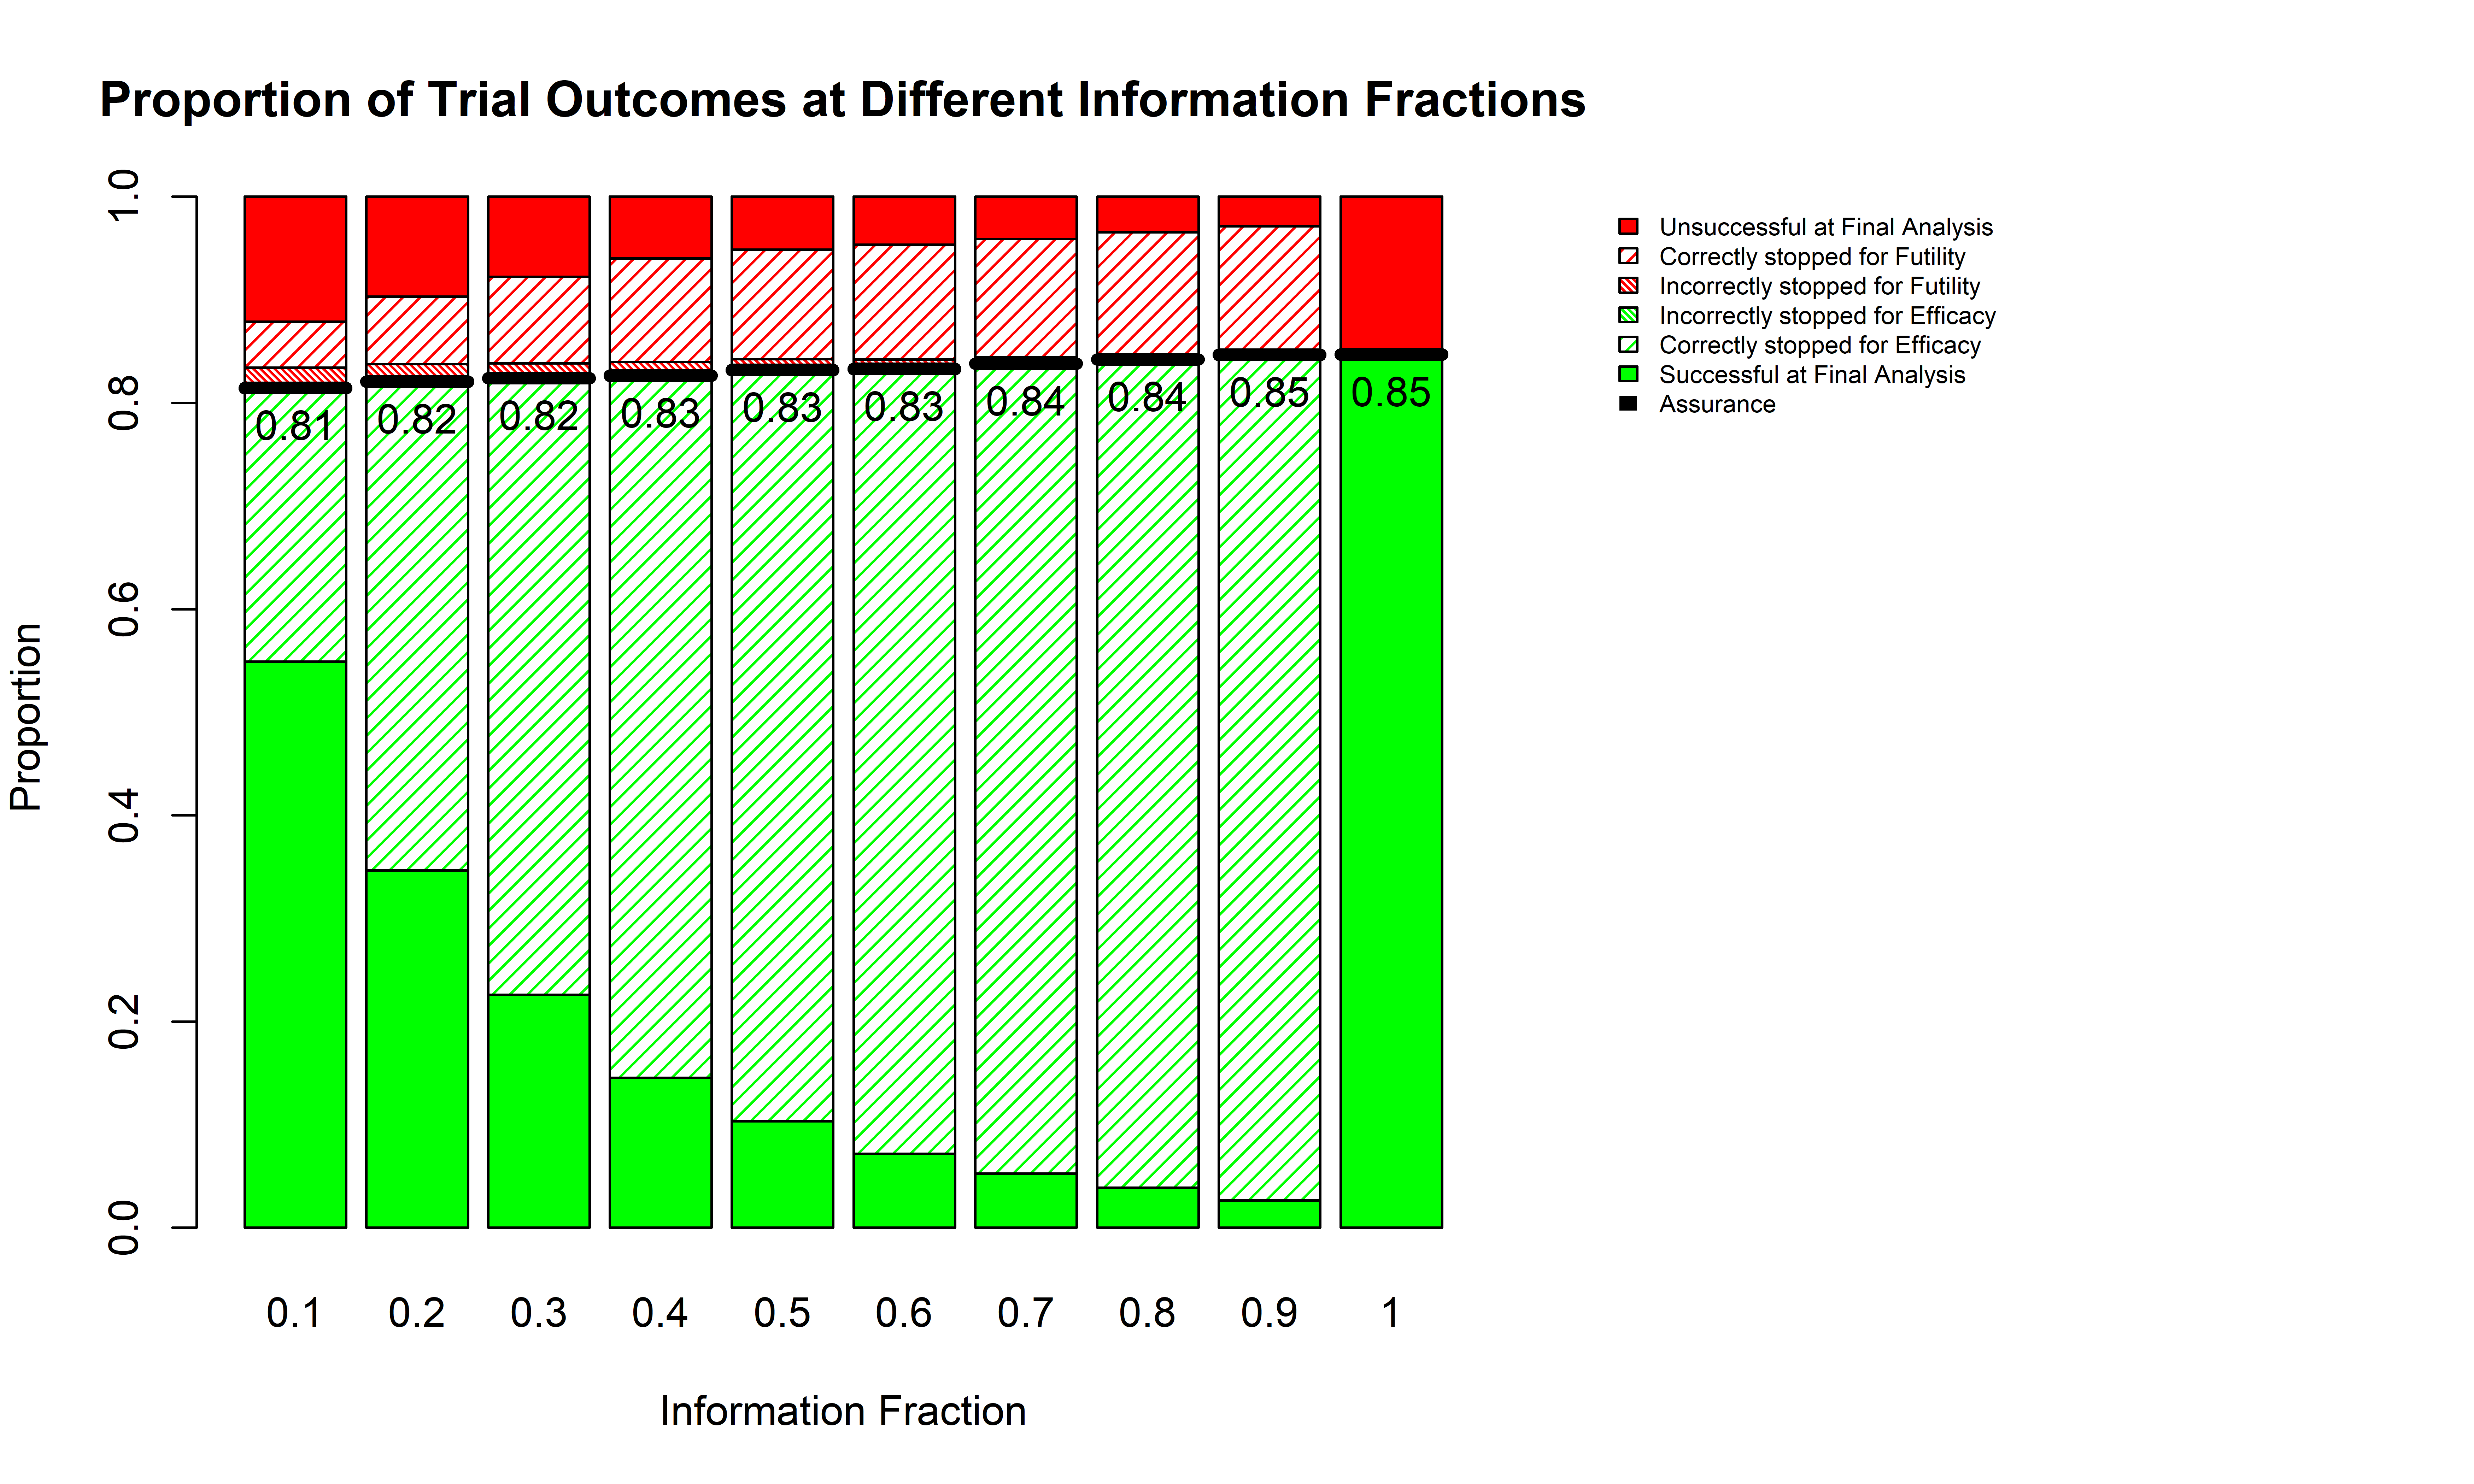 Proportion of Trial Outcomes at Different Information Fractions
Proportion
1.0
0.8
0.6
0.4
0.2
0.0
0.81
0.82
0.82
0.83
0.83
0.83
0.84
0.84
0.85
0.85
0.1 0.2 0.3 0.4 0.5 0.6 0.7 0.8 0.9 1
Information Fraction
Unsuccessful at Final Analysis
Correctly stopped for Futility
Incorrectly stopped for Futility
Incorrectly stopped for Efficacy
Correctly stopped for Efficacy
Successful at Final Analysis
Assurance